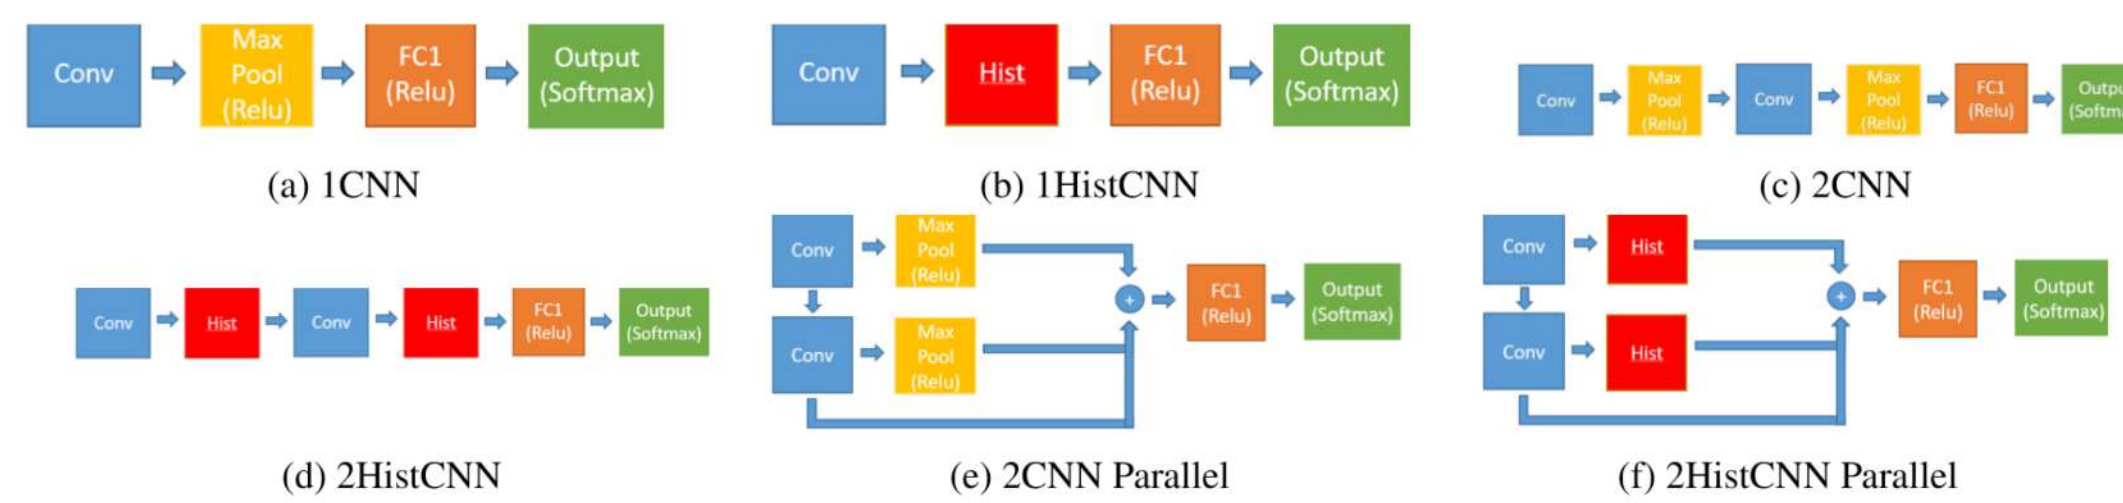 Conv
Max
Pool
(Relu)
FC1
(Relu)
Output
(Softmax)
(a) 1CNN
Conv
Hist
FC1
(Relu)
Output
(Softmax)
(b) 1HistCNN
Conv
Max
Pool
(Relu)
Conv
Max
Pool
(Relu)
FC1
(Relu)
(c) 2CNN
Conv
Hist
Conv
Hist
FC1
(Relu)
Output
(Softmax)
(d) 2HistCNN
Conv
Max
Pool
(Relu)
Conv
Max
Pool
(Relu)
+
FC1
(Relu)
Output
(Softmax)
(e) 2CNN Parallel
Conv
Hist
Conv
Hist
+
FC1
(Relu)
Output
(Softmax)
(f) 2HistCNN Parallel